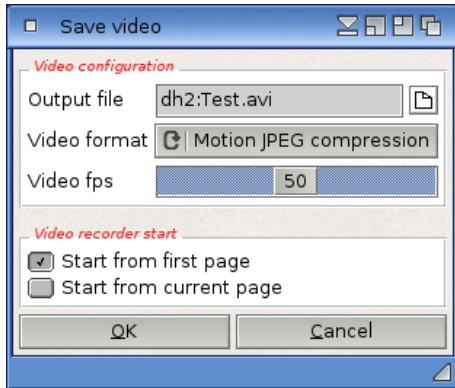 Save video
Video configuration
Output file dh2:Test.avi
Video format Motion JPEG compression
Video fps 50
Video recorder start
Start from first page
Start from current page
OK Cancel